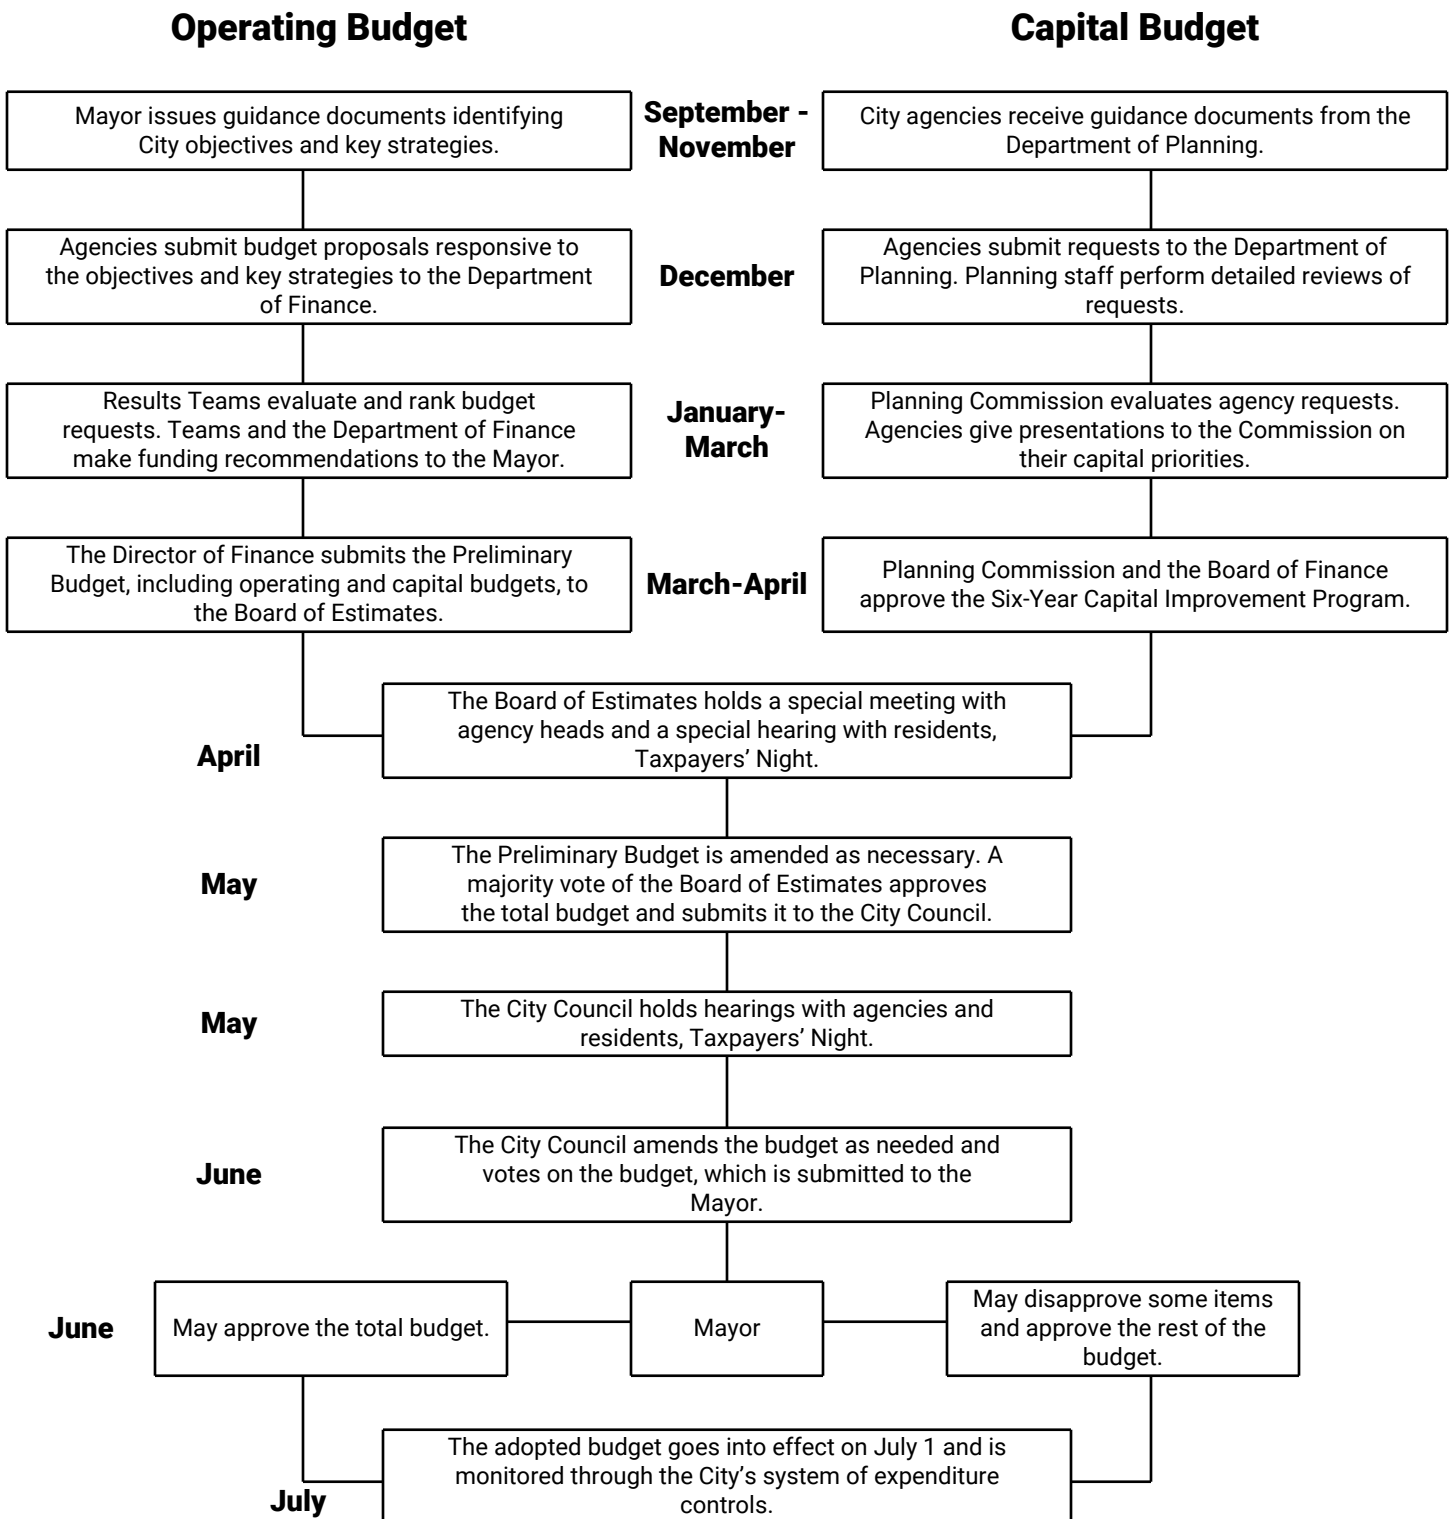 Operating Budget
Capital Budget
Mayor issues guidance documents identifying
City objectives and key strategies.
September -
November
City agencies receive guidance documents from the
Department of Planning.
Agencies submit budget proposals responsive to
the objectives and key strategies to the Department
of Finance.
December
Agencies submit requests to the Department of
Planning. Planning staff perform detailed reviews of
requests.
Results Teams evaluate and rank budget
requests. Teams and the Department of Finance
make funding recommendations to the Mayor.
January-
March
Planning Commission evaluates agency requests.
Agencies give presentations to the Commission on
their capital priorities.
The Director of Finance submits the Preliminary
Budget, including operating and capital budgets, to
the Board of Estimates.
March-April
Planning Commission and the Board of Finance
approve the Six-Year Capital Improvement Program.
April
The Board of Estimates holds a special meeting with
agency heads and a special hearing with residents,
Taxpayers’ Night.
May
The Preliminary Budget is amended as necessary. A
majority vote of the Board of Estimates approves
the total budget and submits it to the City Council.
May
The City Council holds hearings with agencies and
residents, Taxpayers’ Night.
June
The City Council amends the budget as needed and
votes on the budget, which is submitted to the
Mayor.
June
May approve the total budget.
Mayor
May disapprove some items
and approve the rest of the
budget.
July
The adopted budget goes into effect on July 1 and is
monitored through the City’s system of expenditure
controls.